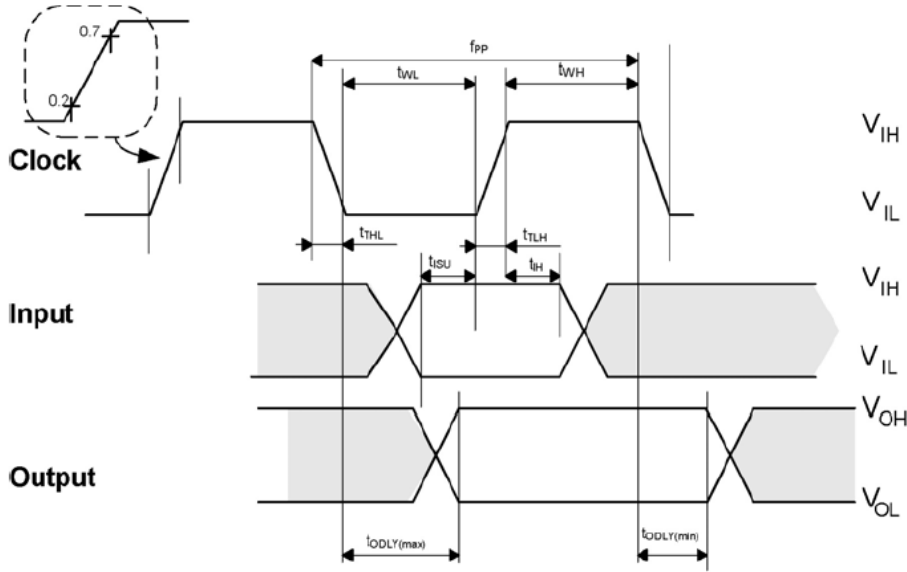 0.7
0.2
fPP
tWL
tWH
Clock
VIH
VIL
tTHL
tTLH
tISU
tIH
Input
VIH
VIL
Output
VOH
VOL
tODLY(max)
tODLY(min)